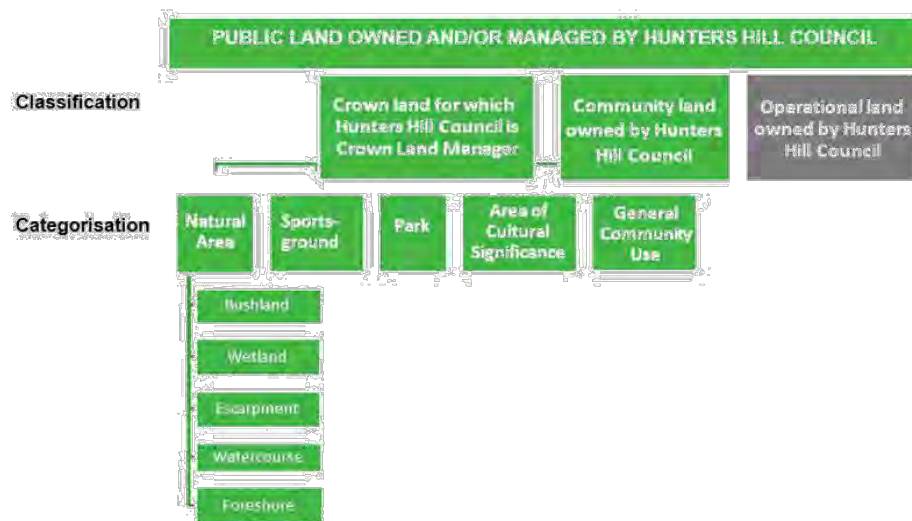 PUBLIC LAND OWNED AND/OR MANAGED BY HUNTERS HILL COUNCIL
Classification
Crown land for which
Hunters Hill Council is
Crown Land Manager
Community land
owned by Hunters
Hill Council
Operational land
owned by Hunters
Hill Council
Categorisation
Natural
Area
Sports-
ground
Park
Area of
Cultural
Significance
General
Community
Use
Bushland
Wetland
Escarpment
Watercourse
Foreshore